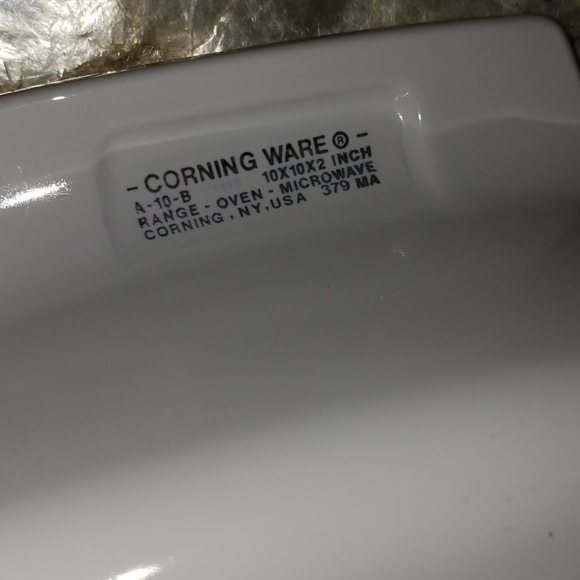 - CORNING WARE ® -
A-10-B 10X10X2 INCH
RANGE - OVEN - MICROWAVE
CORNING, NY, USA 379 MA